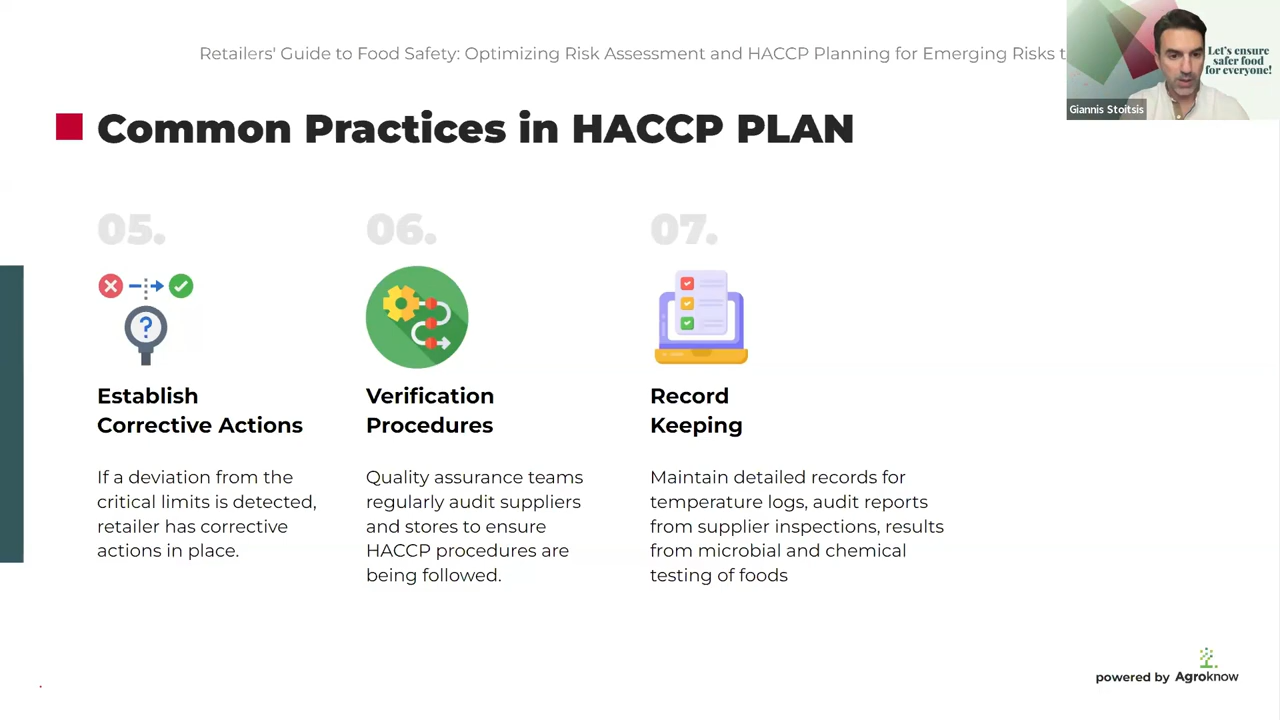 Retailers' Guide to Food Safety: Optimizing Risk Assessment and HACCP Planning for Emerging Risks t
Let's ensure
safer food
for everyone!
Giannis Stoitsis
Common Practices in HACCP PLAN
05.
06.
07.
?
Establish
Corrective Actions
If a deviation from the
critical limits is detected,
retailer has corrective
actions in place.
Verification
Procedures
Quality assurance teams
regularly audit suppliers
and stores to ensure
HACCP procedures are
being followed.
Record
Keeping
Maintain detailed records for
temperature logs, audit reports
from supplier inspections, results
from microbial and chemical
testing of foods
powered by Agroknow